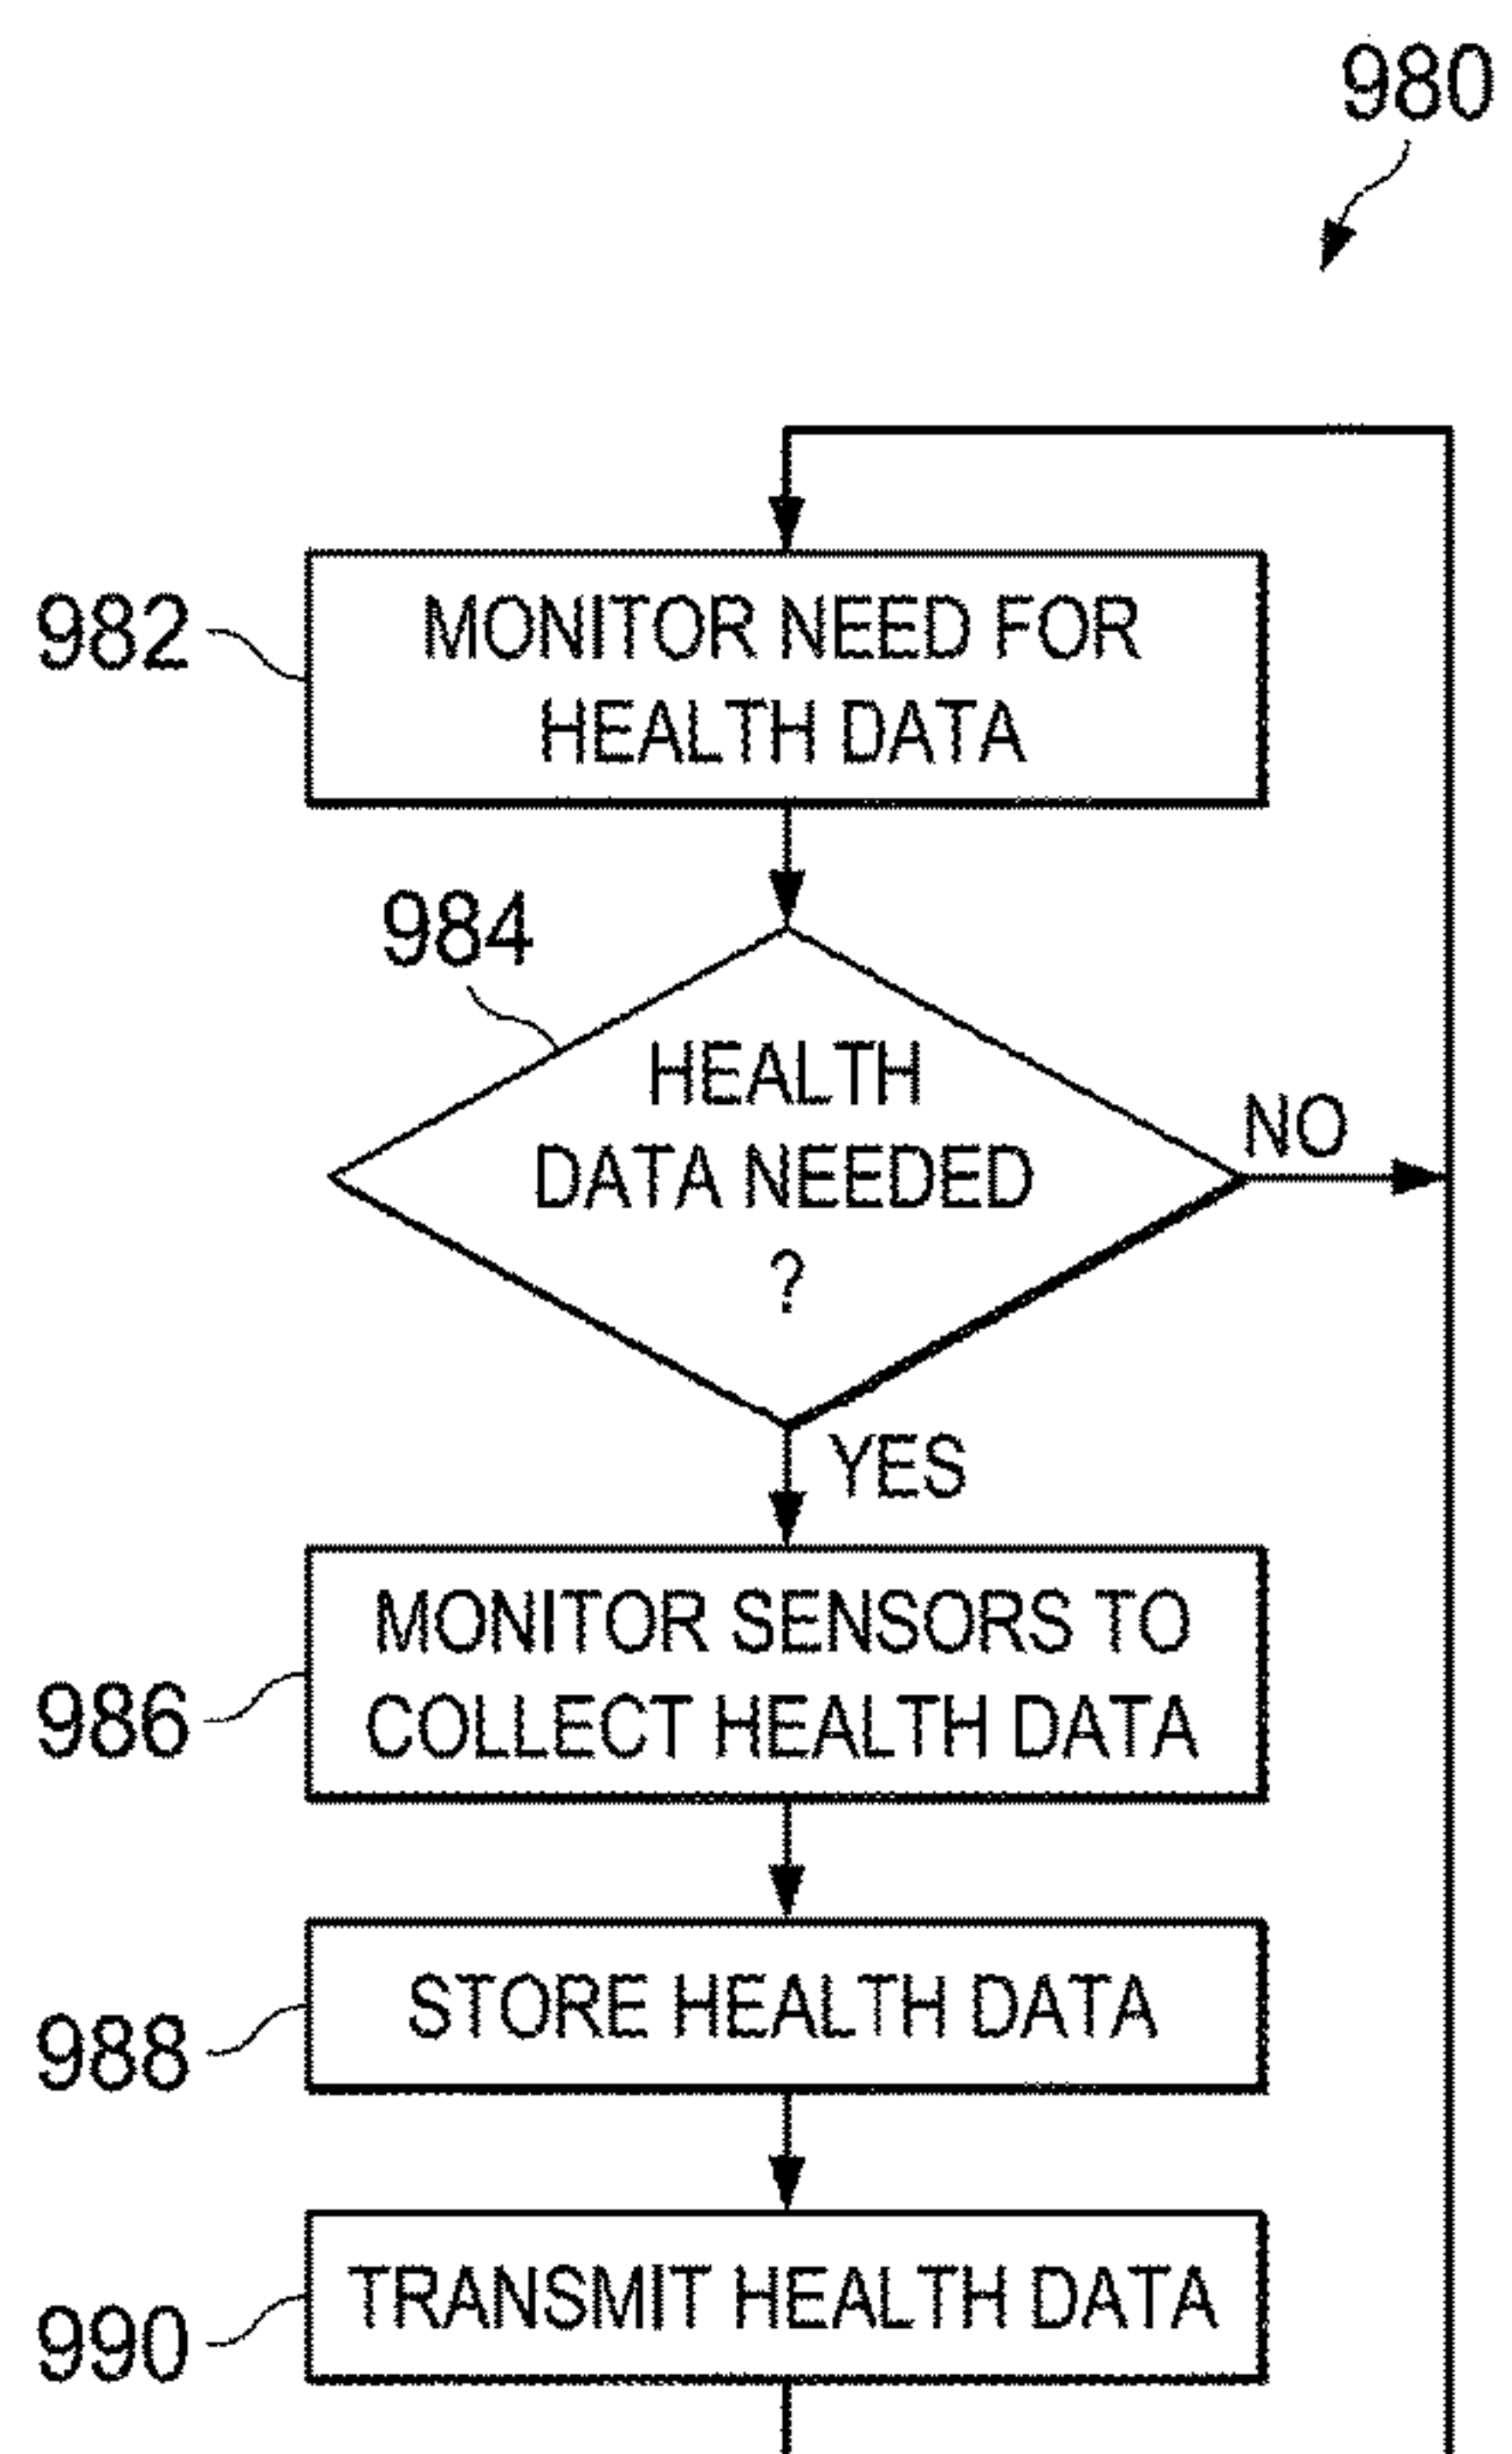 980
982
MONITOR NEED FOR
HEALTH DATA
984
HEALTH
DATA NEEDED
?
NO
YES
986
MONITOR SENSORS TO
COLLECT HEALTH DATA
988
STORE HEALTH DATA
990
TRANSMIT HEALTH DATA